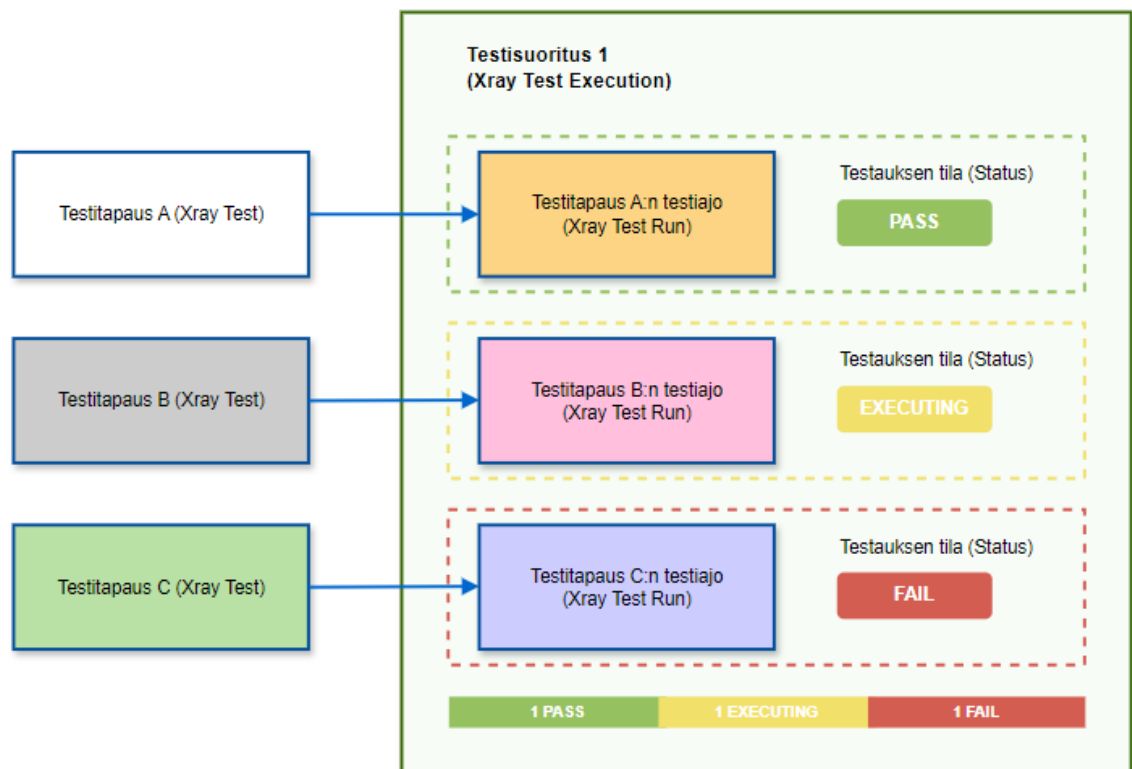 Testisuoritus 1
(Xray Test Execution)
Testitapaus A (Xray Test)
Testitapaus A:n testiajo
(Xray Test Run)
Testauksen tila (Status)
PASS
Testitapaus B (Xray Test)
Testitapaus B:n testiajo
(Xray Test Run)
Testauksen tila (Status)
EXECUTING
Testitapaus C (Xray Test)
Testitapaus C:n testiajo
(Xray Test Run)
Testauksen tila (Status)
FAIL
1 PASS
1 EXECUTING
1 FAIL